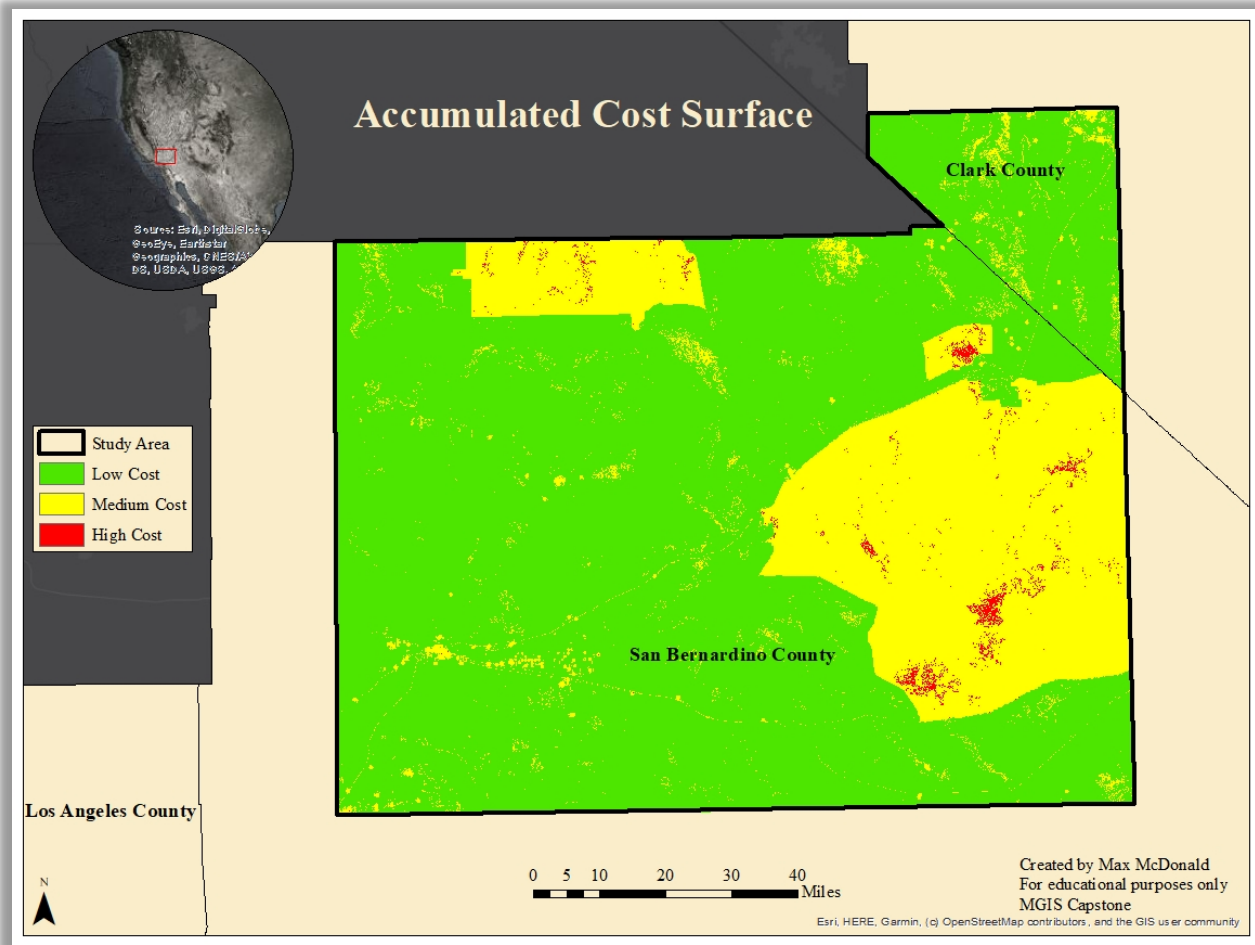 Accumulated Cost Surface
Source: Esri, DigitalGlobe,
GeoEye, Earthstar
Geographics, CNES/A
DS, USDA, USGS,
Clark County
Study Area
Low Cost
Medium Cost
High Cost
San Bernardino County
Los Angeles County
N
0 5 10 20 30 40
Miles
Created by Max McDonald
For educational purposes only
MGIS Capstone
Esri, HERE, Garmin, (c) OpenStreetMap contributors, and the GIS user community